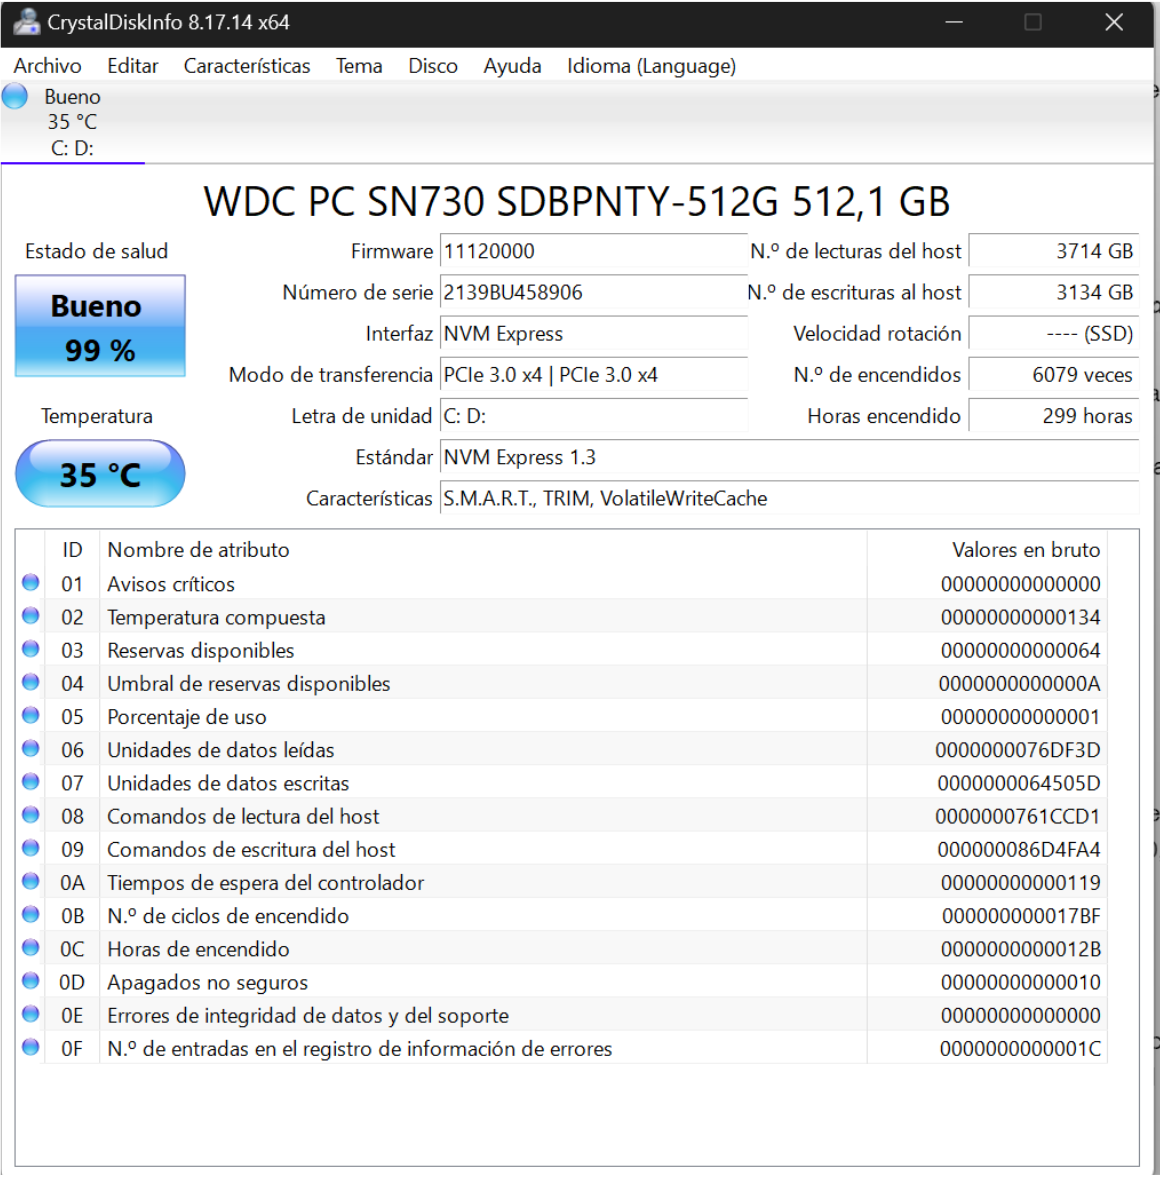 CrystalDiskInfo 8.17.14 x64
Archivo Editar Características Tema Disco Ayuda Idioma (Language)
Bueno
35 °C
C: D:
WDC PC SN730 SDBPNTY-512G 512,1 GB
Estado de salud
Bueno
99 %
Temperatura
35 °C
Firmware 11120000
Número de serie 2139BU458906
Interfaz NVM Express
Modo de transferencia PCIe 3.0 x4 | PCIe 3.0 x4
Letra de unidad C: D:
Estándar NVM Express 1.3
Características S.M.A.R.T., TRIM, VolatileWriteCache
N.º de lecturas del host 3714 GB
N.º de escrituras al host 3134 GB
Velocidad rotación ---- (SSD)
N.º de encendidos 6079 veces
Horas encendido 299 horas
ID Nombre de atributo Valores en bruto
01 Avisos críticos 00000000000000
02 Temperatura compuesta 00000000000134
03 Reservas disponibles 00000000000064
04 Umbral de reservas disponibles 0000000000000A
05 Porcentaje de uso 00000000000001
06 Unidades de datos leídas 0000000076DF3D
07 Unidades de datos escritas 0000000064505D
08 Comandos de lectura del host 0000000761CCD1
09 Comandos de escritura del host 000000086D4FA4
0A Tiempos de espera del controlador 00000000000119
0B N.º de ciclos de encendido 000000000017BF
0C Horas de encendido 0000000000012B
0D Apagados no seguros 00000000000010
0E Errores de integridad de datos y del soporte 00000000000000
0F N.º de entradas en el registro de información de errores 0000000000001C